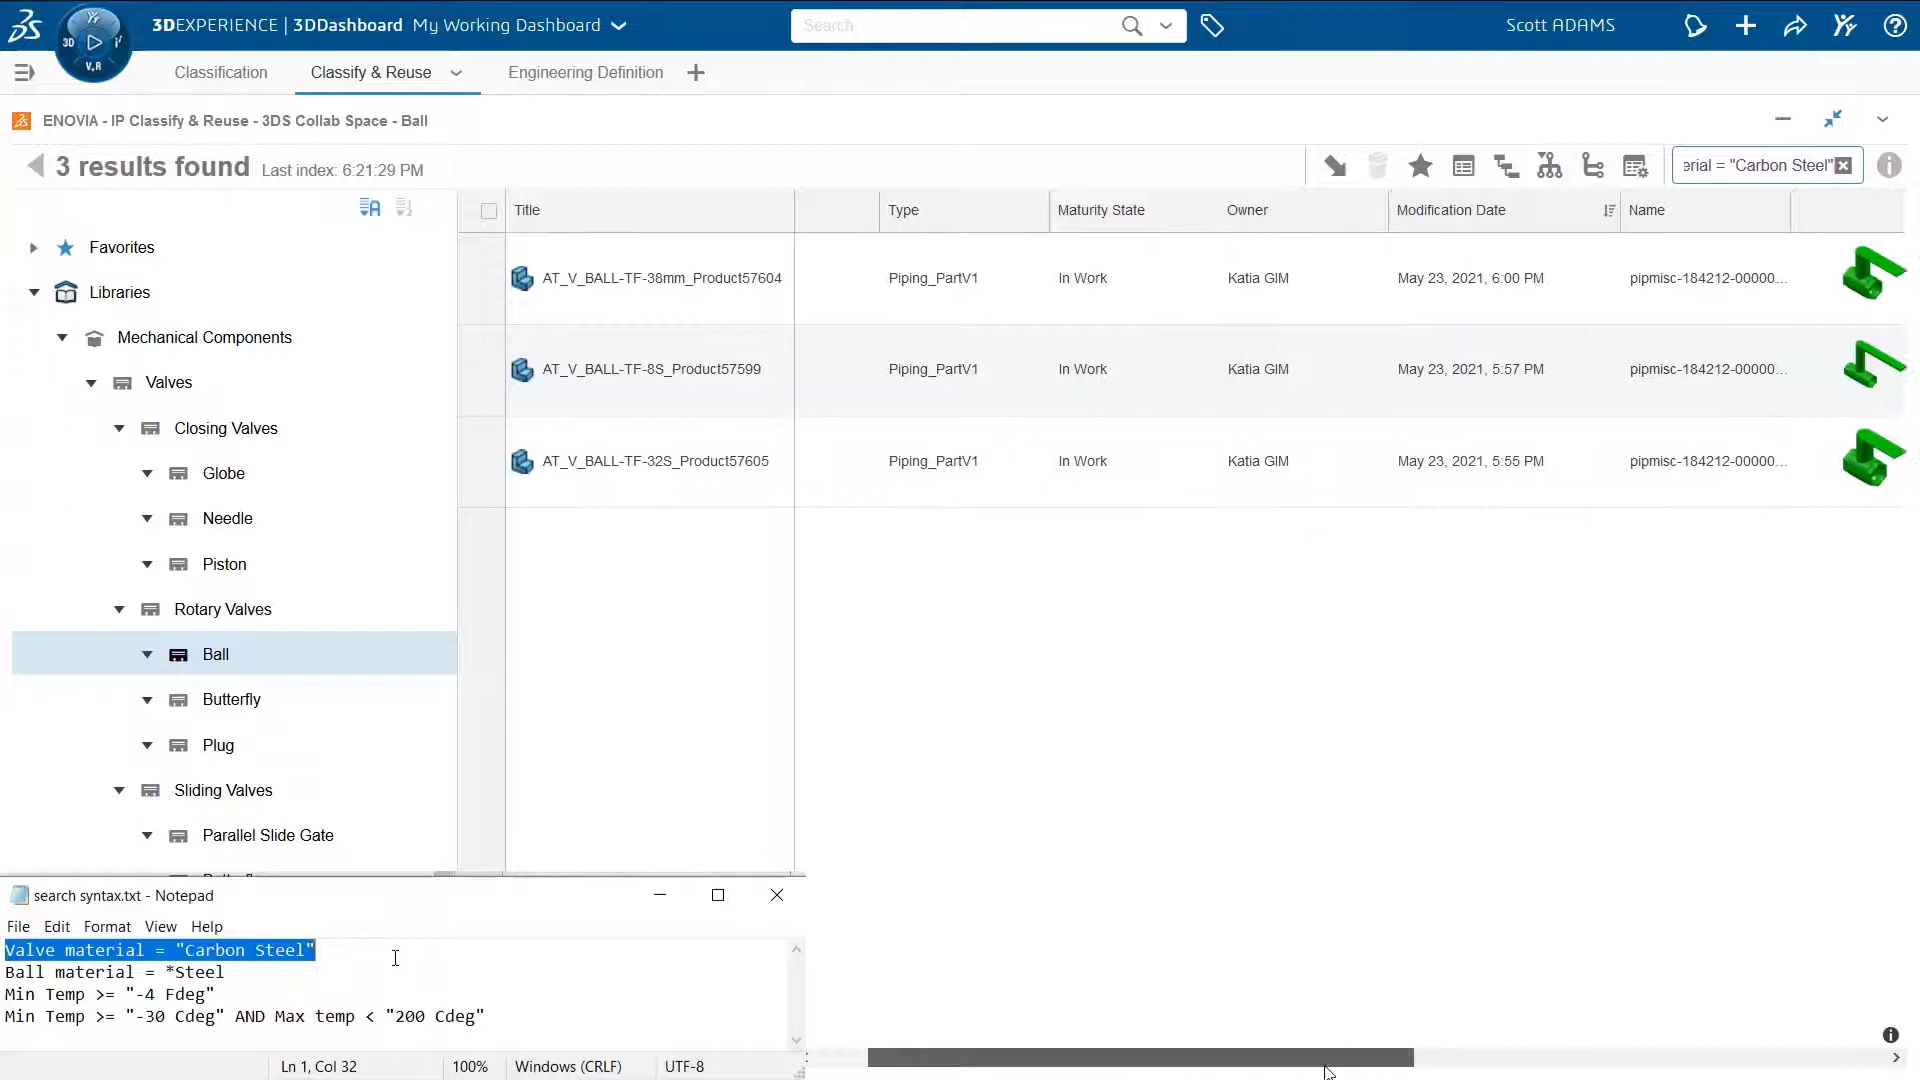 3DEXPERIENCE | 3DDashboard My Working Dashboard
Search
Scott ADAMS
3D
V.R
Classification
Classify & Reuse
Engineering Definition
ENOVIA - IP Classify & Reuse - 3DS Collab Space - Ball
3 results found Last index: 6:21:29 PM
erial = "Carbon Steel"
Title
Type
Maturity State
Owner
Modification Date
Name
AT_V_BALL-TF-38mm_Product57604 Piping_PartV1 In Work Katia GIM May 23, 2021, 6:00 PM pipmisc-184212-00000...
AT_V_BALL-TF-8S_Product57599 Piping_PartV1 In Work Katia GIM May 23, 2021, 5:57 PM pipmisc-184212-00000...
AT_V_BALL-TF-32S_Product57605 Piping_PartV1 In Work Katia GIM May 23, 2021, 5:55 PM pipmisc-184212-00000...
Favorites
Libraries
Mechanical Components
Valves
Closing Valves
Globe
Needle
Piston
Rotary Valves
Ball
Butterfly
Plug
Sliding Valves
Parallel Slide Gate
search syntax.txt - Notepad
File Edit Format View Help
Valve material = "Carbon Steel"
Ball material = *Steel
Min Temp >= "-4 Fdeg"
Min Temp >= "-30 Cdeg" AND Max temp < "200 Cdeg"
Ln 1, Col 32
100%
Windows (CRLF)
UTF-8